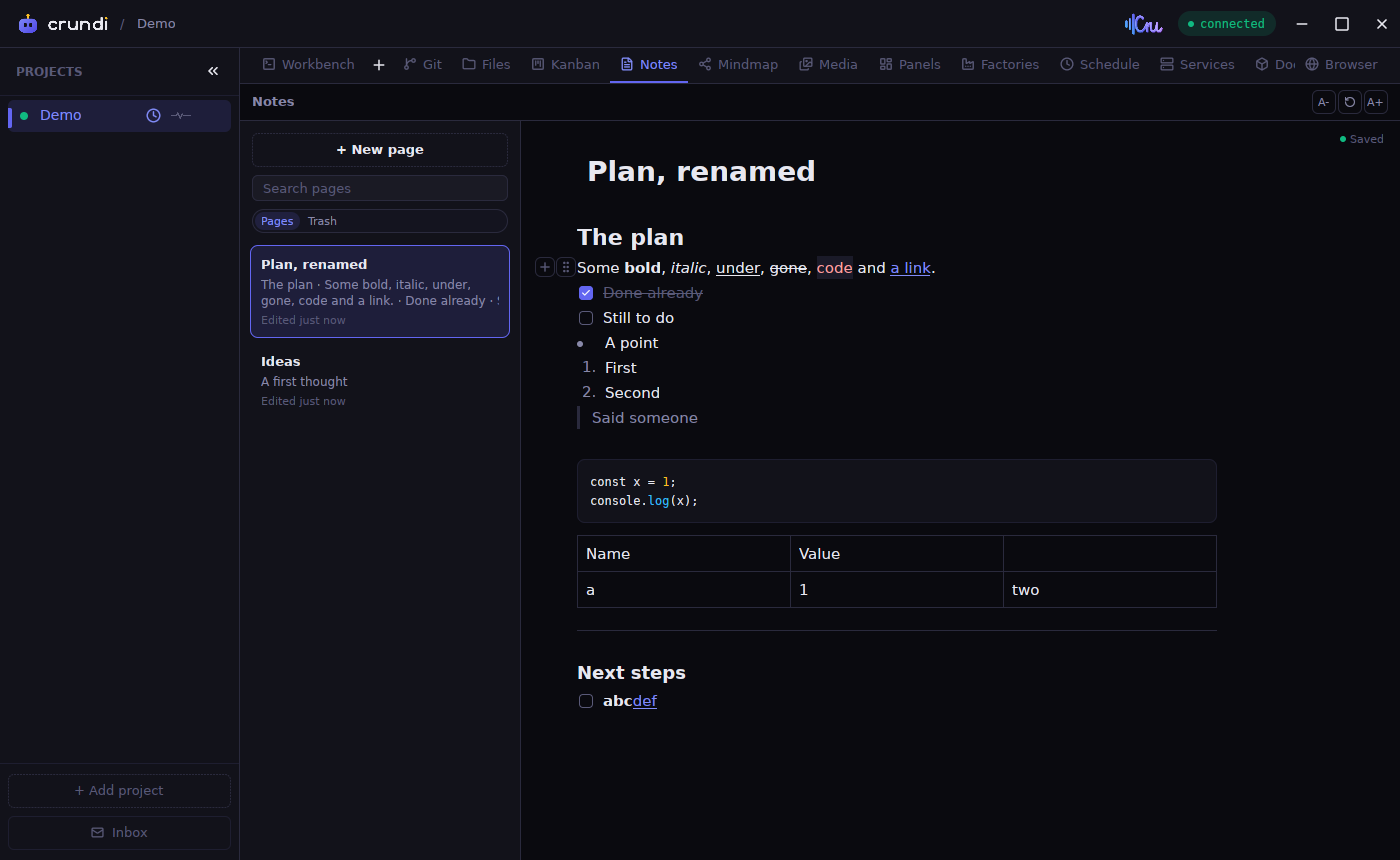 crundi / Demo
Cru
connected
PROJECTS
Workbench
Git
Files
Kanban
Notes
Mindmap
Media
Panels
Factories
Schedule
Services
Doc
Browser
Demo
Notes
A-
A+
+ New page
Saved
Search pages
Plan, renamed
Pages
Trash
Plan, renamed
The plan · Some bold, italic, under,
gone, code and a link. · Done already ·
Edited just now
Ideas
A first thought
Edited just now
The plan
Some bold, italic, under, gone, code and a link.
Done already
Still to do
A point
1. First
2. Second
Said someone
const x = 1;
console.log(x);
Name Value
a 1 two
Next steps
abcdef
+ Add project
Inbox